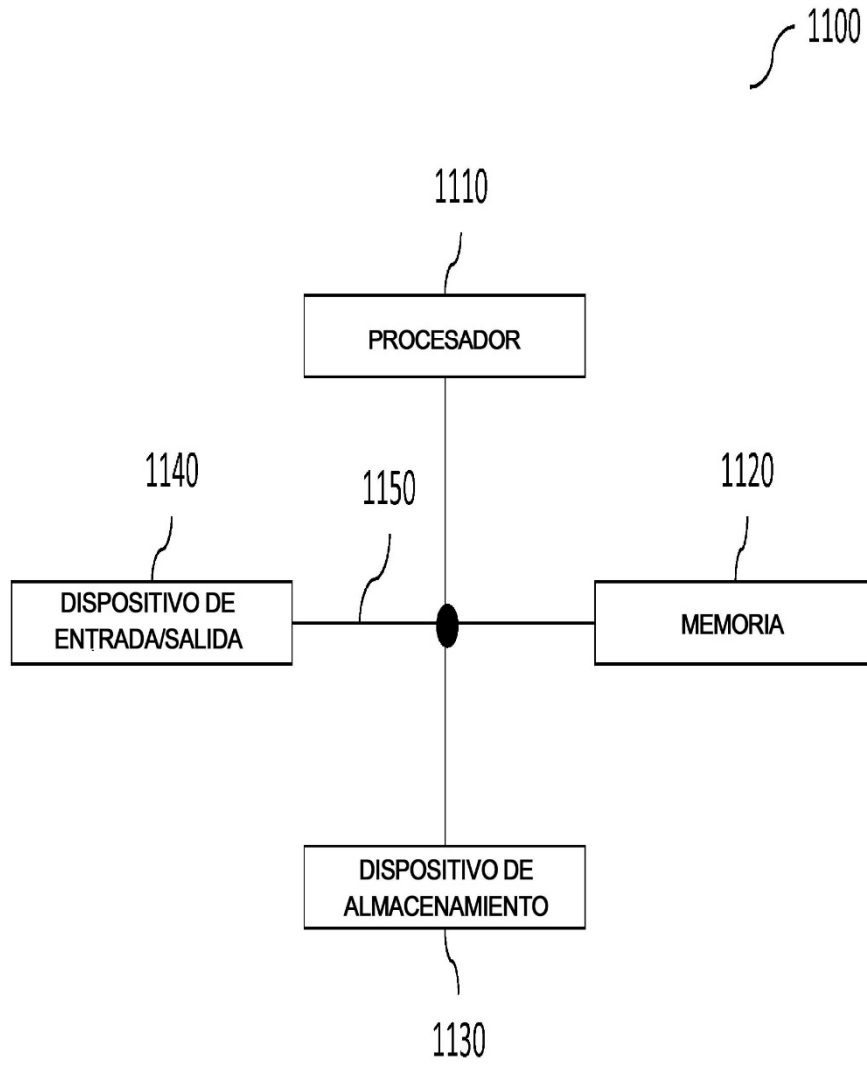 1100
1110
PROCESADOR
1140
1150
1120
DISPOSITIVO DE
ENTRADA/SALIDA
MEMORIA
DISPOSITIVO DE
ALMACENAMIENTO
1130